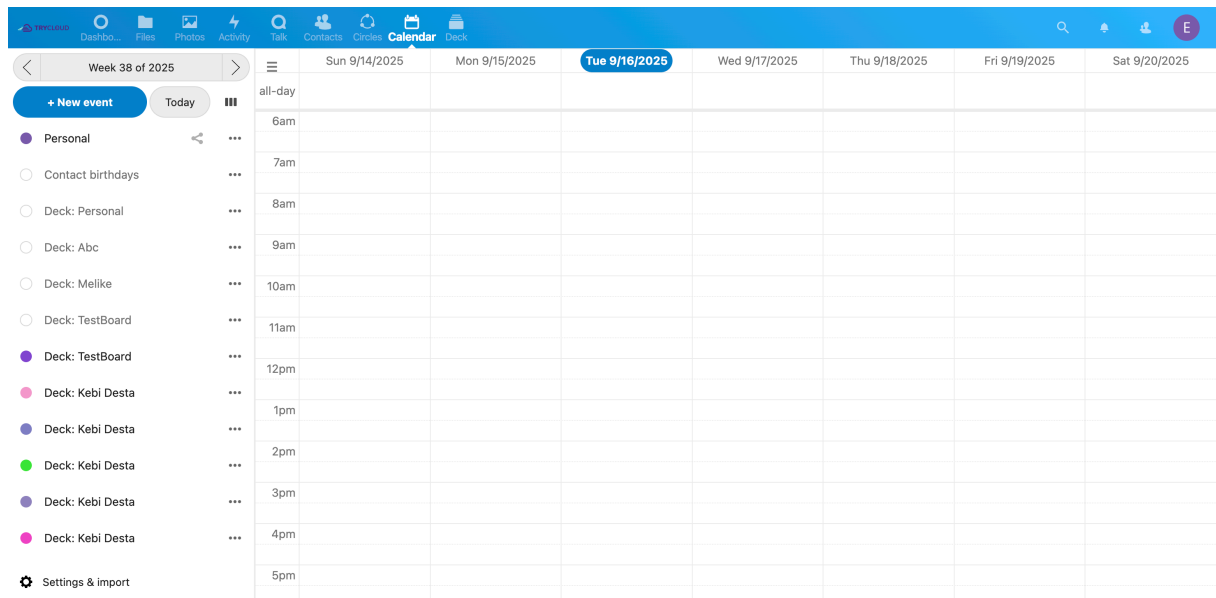 TRYCLOUD
Dashbo... Files Photos Activity Talk Contacts Circles Calendar Deck
E
Week 38 of 2025
+ New event Today
Personal
Contact birthdays
Deck: Personal
Deck: Abc
Deck: Melike
Deck: TestBoard
Deck: TestBoard
Deck: Kebi Desta
Deck: Kebi Desta
Deck: Kebi Desta
Deck: Kebi Desta
Deck: Kebi Desta
Settings & import
Sun 9/14/2025 Mon 9/15/2025 Tue 9/16/2025 Wed 9/17/2025 Thu 9/18/2025 Fri 9/19/2025 Sat 9/20/2025
all-day
6am
7am
8am
9am
10am
11am
12pm
1pm
2pm
3pm
4pm
5pm